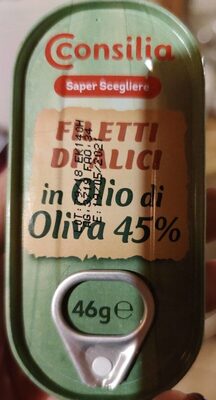 Consilia
Saper Scegliere
FILETTI
DI ALICI
in Olio di
Oliva 45%
46g e